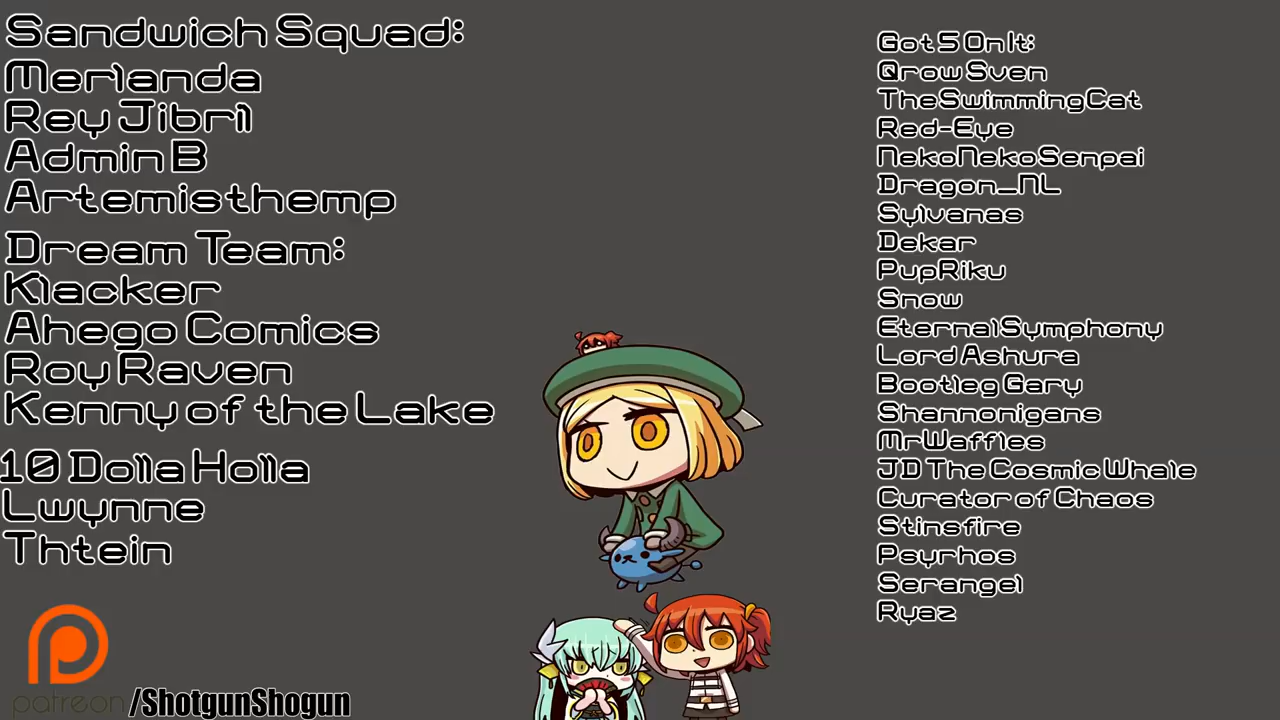 Sandwich Squad:
Merlanda
Rey Jibril
Admin B
Artemisthemp
Dream Team:
Klacker
Ahego Comics
Roy Raven
Kenny of the Lake
10 Dolla Holla
Lwynne
Thtein
patreon/ShotgunShogun
Got 5 On It:
Qrow Sven
TheSwimmingCat
Red-Eye
NekoNekoSenpai
Dragon_NL
Sylvanas
Dekar
PupRiku
Snow
EternalSymphony
Lord Ashura
Bootleg Gary
Shannonigans
MrWaffles
JD The Cosmic Whale
Curator of Chaos
Stinsfire
Psyrhos
Serangel
Ryaz